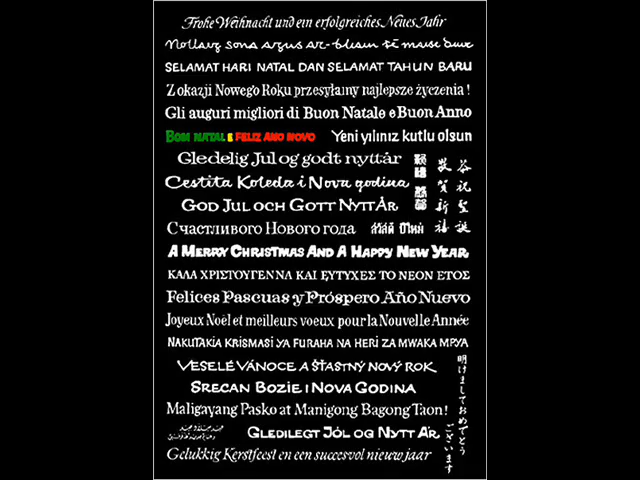 Frohe Weihnacht und ein erfolgreiches Neues Jahr
Nollaig sona agus
SELAMAT HARI NATAL DAN SELAMAT TAHUN BARU
Z okazji Nowego Roku przesyłamy najlepsze życzenia!
Gli auguri migliori di Buon Natale e Buon Anno
BOM NATAL E FELIZ ANO NOVO
Yeni yılınız kutlu olsun
Gledelig Jul og godt nyttår
Cestita Koleda i Nova godina
GOD JUL OCH GOTT NYTT ÅR
恭祝聖誕
敬賀新禧
Счастливого Нового года
A MERRY CHRISTMAS AND A HAPPY NEW YEAR
ΚΑΛΑ ΧΡΙΣΤΟΥΓΕΝΝΑ ΚΑΙ ΕΥΤΥΧΕΣ ΤΟ ΝΕΟΝ ΕΤΟΣ
Felices Pascuas y Próspero Año Nuevo
Joyeux Noël et meilleurs voeux pour la Nouvelle Année
NAKUTAKIA KRISMASI YA FURAHA NA HERI ZA MWAKA MPYA
VESELÉ VÁNOCE A ŠŤASTNÝ NOVÝ ROK
SRECAN BOZIE I NOVA GODINA
Maligayang Pasko at Manigong Bagong Taon!
GLEDILEGT JÓL OG NYTT ÁR
Gelukkig Kerstfeest en een succesvol nieuw jaar
明けましておめでとう
ございます